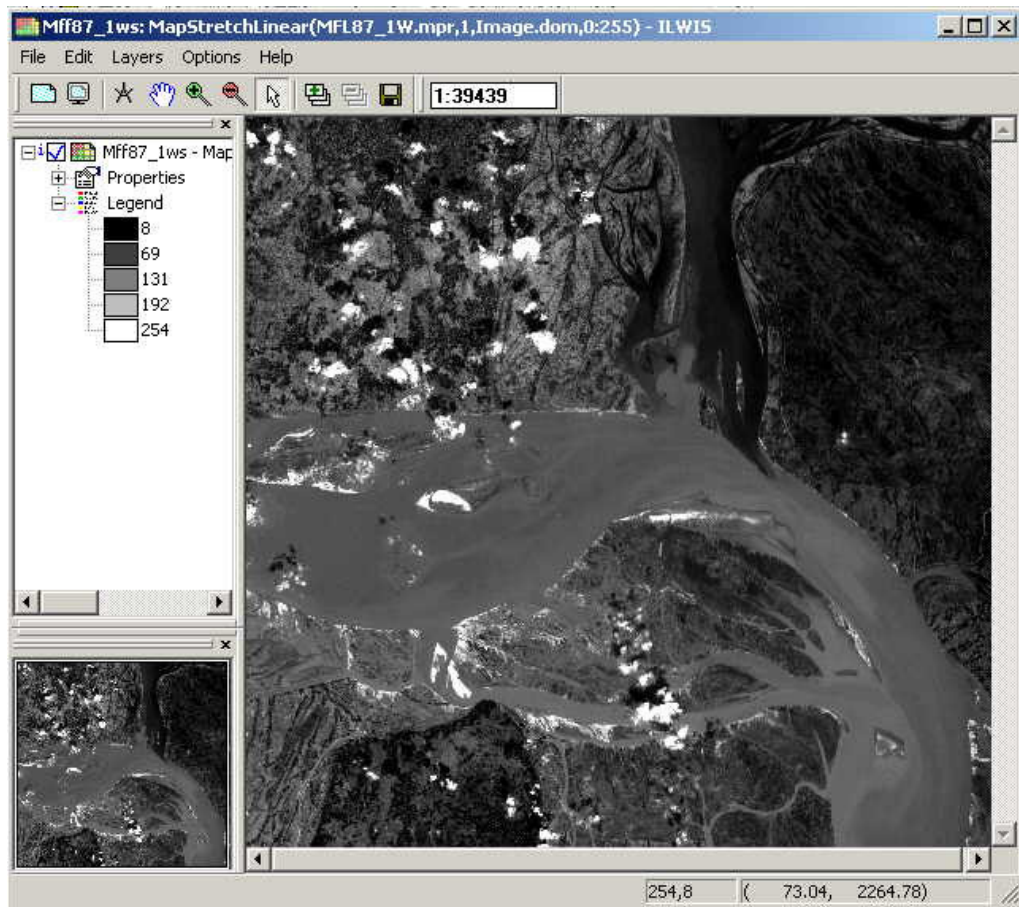 Mff87_1ws: MapStretchLinear(MFL87_1W.mpr,1,Image.dom,0:255) - ILWIS
File Edit Layers Options Help
1:39439
Mff87_1ws - Map
Properties
Legend
8
69
131
192
254
254,8 ( 73.04, 2264.78)